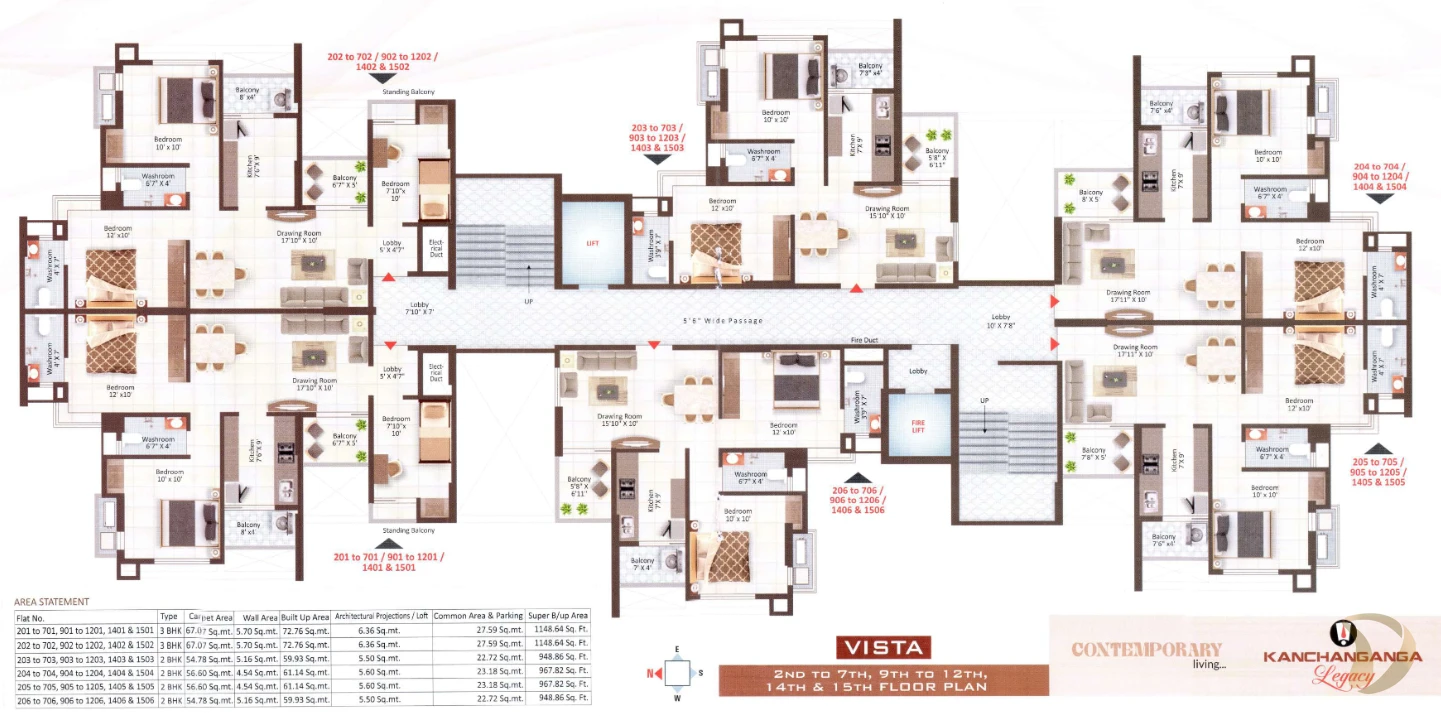 202 to 702 / 902 to 1202 /
1402 & 1502
Standing Balcony
Bedroom
10' x 10'
Balcony
8' x4'
Kitchen
7'6"X 9'
Washroom
6'7" X 4'
Balcony
6'7" X 5'
Bedroom
7'10"x
10'
Bedroom
12' x10'
Washroom
4' X 7'
Drawing Room
17'10" X 10'
Lobby
5' X 4'7"
Elect-
rical
Duct
Lobby
7'10" X 7'
UP
LIFT
203 to 703 /
903 to 1203 /
1403 & 1503
Bedroom
10' x 10'
Balcony
7'3" x4'
Kitchen
7'X 9'
Washroom
6'7" X 4'
Balcony
5'8" X
6'11"
Bedroom
12' x10'
Washroom
3'9" X 7'
Drawing Room
15'10" X 10'
5'6" Wide Passage
Fire Duct
Lobby
10' X 7'8"
204 to 704 /
904 to 1204 /
1404 & 1504
Balcony
7'6" x4'
Bedroom
10' x 10'
Kitchen
7'X 9'
Washroom
6'7" X 4'
Balcony
8' X 5'
Bedroom
12' x10'
Washroom
4' X 7'
Drawing Room
17'11" X 10'
Washroom
4' X 7'
Bedroom
12' x10'
Drawing Room
17'10" X 10'
Lobby
5' X 4'7"
Elect-
rical
Duct
Washroom
6'7" X 4'
Kitchen
7'6"X 9'
Balcony
6'7" X 5'
Bedroom
7'10"x
10'
Bedroom
10' x 10'
Balcony
8' x4'
Standing Balcony
201 to 701 / 901 to 1201 /
1401 & 1501
Drawing Room
15'10" X 10'
Bedroom
12' x10'
Washroom
3'9" X 7'
Lobby
FIRE
LIFT
UP
Balcony
5'8" X
6'11"
Kitchen
7'X 9'
Washroom
6'7" X 4'
Bedroom
10' x 10'
Balcony
7' X 4'
206 to 706 /
906 to 1206 /
1406 & 1506
Drawing Room
17'11" X 10'
Bedroom
12' x10'
Washroom
4' X 7'
Balcony
7'8" X 5'
Kitchen
7'X 9'
Washroom
6'7" X 4'
Bedroom
10' x 10'
Balcony
7'6" x4'
205 to 705 /
905 to 1205 /
1405 & 1505
AREA STATEMENT
Flat No. Type Carpet Area Wall Area Built Up Area Architectural Projections / Loft Common Area & Parking Super B/up Area
201 to 701, 901 to 1201, 1401 & 1501 3 BHK 67.07 Sq.mt. 5.70 Sq.mt. 72.76 Sq.mt. 6.36 Sq.mt. 27.59 Sq.mt. 1148.64 Sq. Ft.
202 to 702, 902 to 1202, 1402 & 1502 3 BHK 67.07 Sq.mt. 5.70 Sq.mt. 72.76 Sq.mt. 6.36 Sq.mt. 27.59 Sq.mt. 1148.64 Sq. Ft.
203 to 703, 903 to 1203, 1403 & 1503 2 BHK 54.78 Sq.mt. 5.16 Sq.mt. 59.93 Sq.mt. 5.50 Sq.mt. 22.72 Sq.mt. 948.86 Sq. Ft.
204 to 704, 904 to 1204, 1404 & 1504 2 BHK 56.60 Sq.mt. 4.54 Sq.mt. 61.14 Sq.mt. 5.60 Sq.mt. 23.18 Sq.mt. 967.82 Sq. Ft.
205 to 705, 905 to 1205, 1405 & 1505 2 BHK 56.60 Sq.mt. 4.54 Sq.mt. 61.14 Sq.mt. 5.60 Sq.mt. 23.18 Sq.mt. 967.82 Sq. Ft.
206 to 706, 906 to 1206, 1406 & 1506 2 BHK 54.78 Sq.mt. 5.16 Sq.mt. 59.93 Sq.mt. 5.50 Sq.mt. 22.72 Sq.mt. 948.86 Sq. Ft.
E
N S
W
VISTA
2ND TO 7TH, 9TH TO 12TH,
14TH & 15TH FLOOR PLAN
CONTEMPORARY
living...
KANCHANGANGA
Legacy